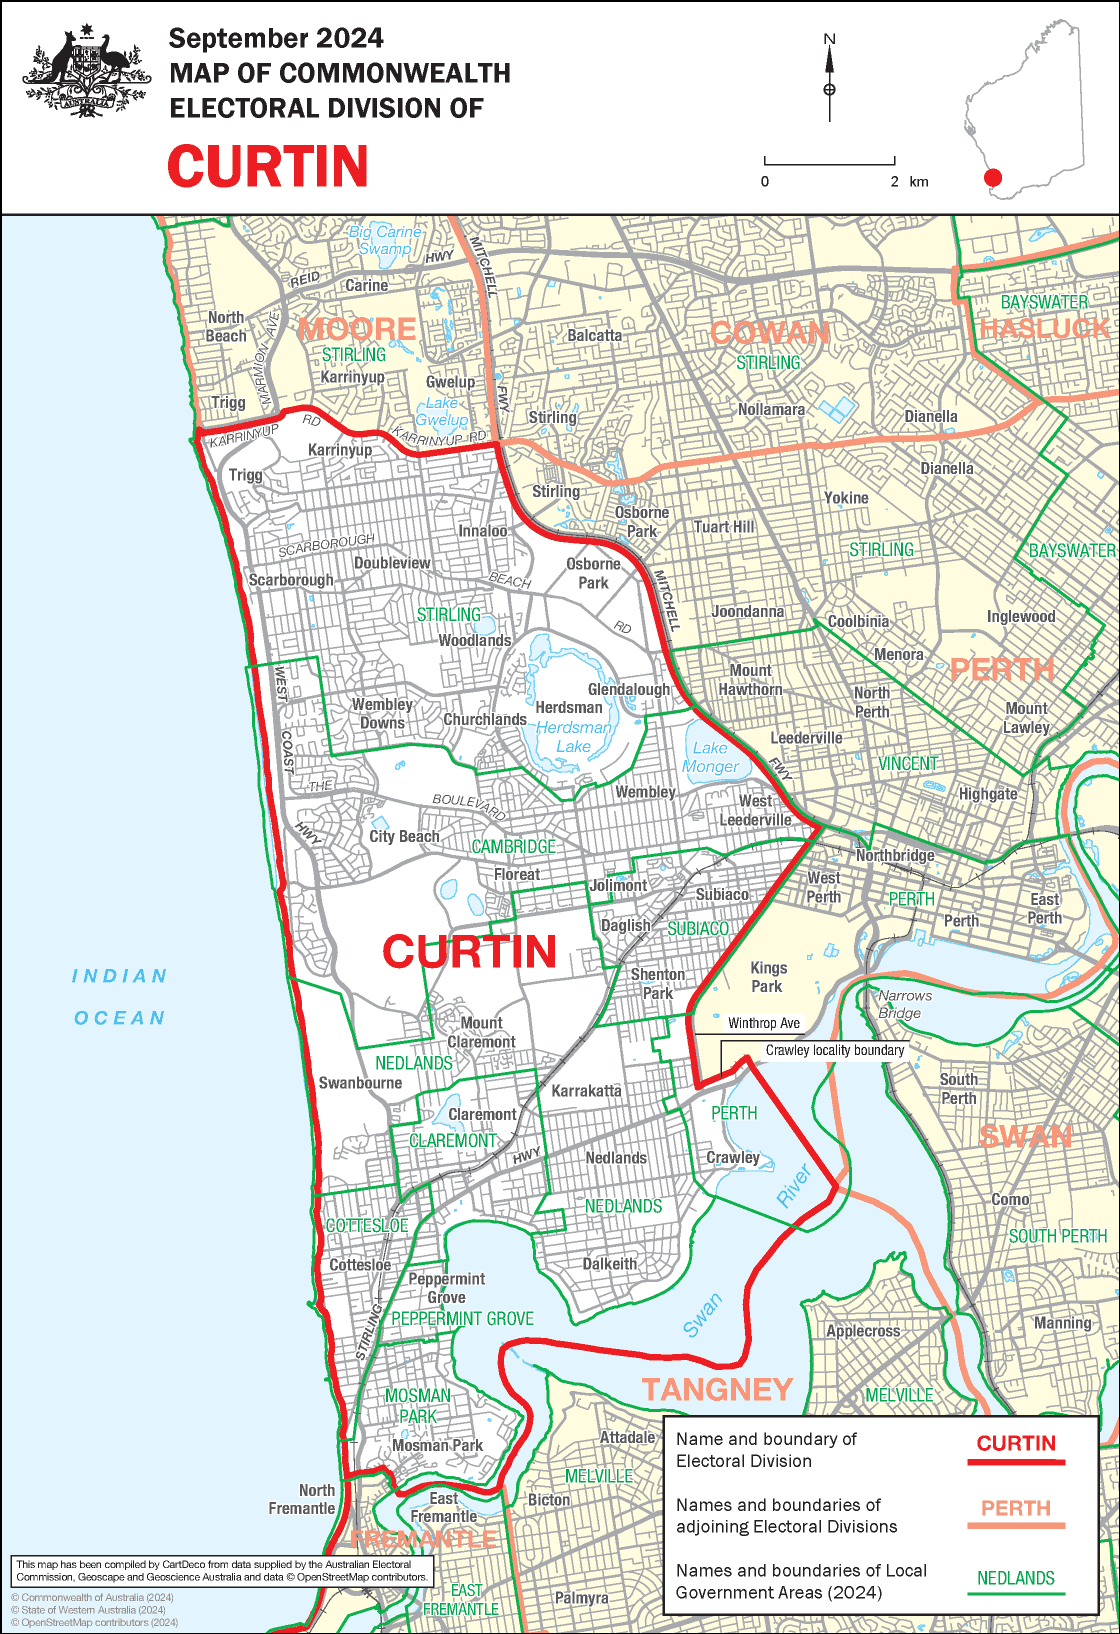 September 2024
MAP OF COMMONWEALTH
ELECTORAL DIVISION OF
CURTIN
AUSTRALIA
N
0 2 km
Big Carine
Swamp
HWY
MITCHELL
REID
Carine
North
Beach
MARMION AVE
MOORE
STIRLING
Karrinyup
Gwelup
Lake
Gwelup
Trigg
FWY
Balcatta
COWAN
STIRLING
BAYSWATER
HASLUCK
Nollamara
Dianella
Stirling
KARRINYUP
RD
KARRINYUP RD
Karrinyup
Trigg
Dianella
Stirling
Yokine
Osborne
Park
Tuart Hill
Innaloo
SCARBOROUGH
Doubleview
STIRLING
BAYSWATER
Scarborough
BEACH
Osborne
Park
MITCHELL
RD
STIRLING
Woodlands
Joondanna
Coolbinia
Inglewood
Menora
PERTH
WEST
Mount
Hawthorn
Glendalough
North
Perth
Wembley
Downs
Churchlands
Herdsman
Herdsman
Lake
Mount
Lawley
COAST
Lake
Monger
Leederville
FWY
VINCENT
THE
BOULEVARD
Wembley
West
Leederville
Highgate
HWY
City Beach
CAMBRIDGE
Northbridge
Floreat
Jolimont
Subiaco
West
Perth
PERTH
Perth
East
Perth
Daglish
SUBIACO
CURTIN
INDIAN
OCEAN
Shenton
Park
Kings
Park
Narrows
Bridge
Winthrop Ave
Mount
Claremont
Crawley locality boundary
NEDLANDS
Swanbourne
Karrakatta
South
Perth
Claremont
PERTH
SWAN
CLAREMONT
HWY
Nedlands
Crawley
River
Como
NEDLANDS
SOUTH PERTH
COTTESLOE
Cottesloe
Dalkeith
Peppermint
Grove
PEPPERMINT GROVE
Swan
STIRLING
Applecross
Manning
TANGNEY
MOSMAN
PARK
MELVILLE
Mosman Park
Attadale
MELVILLE
North
Fremantle
East
Fremantle
Bicton
FREMANTLE
EAST
FREMANTLE
Palmyra
Name and boundary of
Electoral Division
CURTIN
Names and boundaries of
adjoining Electoral Divisions
PERTH
Names and boundaries of Local
Government Areas (2024)
NEDLANDS
This map has been compiled by CartDeco from data supplied by the Australian Electoral
Commission, Geoscape and Geoscience Australia and data © OpenStreetMap contributors.
© Commonwealth of Australia (2024)
© State of Western Australia (2024)
© OpenStreetMap contributors (2024)